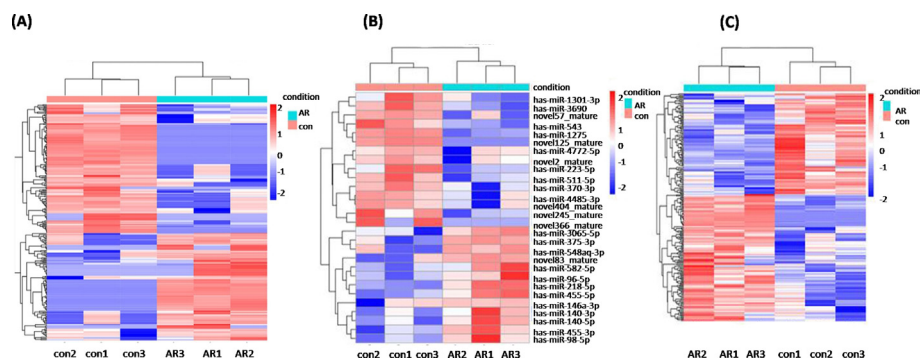 (A)
(B)
(C)
condition
AR
con
2
1
0
-1
-2
con2 con1 con3 AR3 AR1 AR2
condition
AR
con
2
1
0
-1
-2
has-miR-1301-3p
has-miR-3690
novel57_mature
has-miR-543
has-miR-1275
novel125_mature
has-miR-4772-5p
novel2_mature
has-miR-223-5p
has-miR-511-5p
has-miR-370-3p
has-miR-4485-3p
novel404_mature
novel245_mature
novel366_mature
has-miR-3065-5p
has-miR-375-3p
has-miR-548aq-3p
novel83_mature
has-miR-582-5p
has-miR-96-5p
has-miR-218-5p
has-miR-455-5p
has-miR-146a-3p
has-miR-140-3p
has-miR-140-5p
has-miR-455-3p
has-miR-98-5p
con2 con1 con3 AR2 AR1 AR3
condition
AR
con
2
1
0
-1
-2
AR2 AR1 AR3 con1 con2 con3